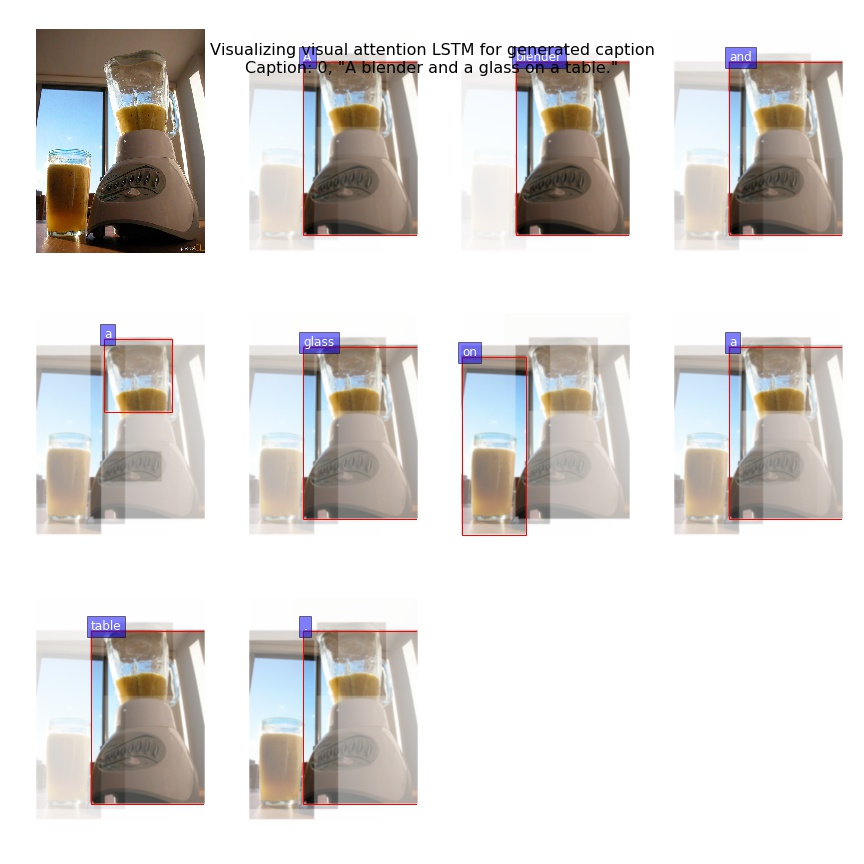 Visualizing visual attention LSTM for generated caption
Caption: 0, "A blender and a glass on a table."
A
blender
and
a
glass
on
a
table
.